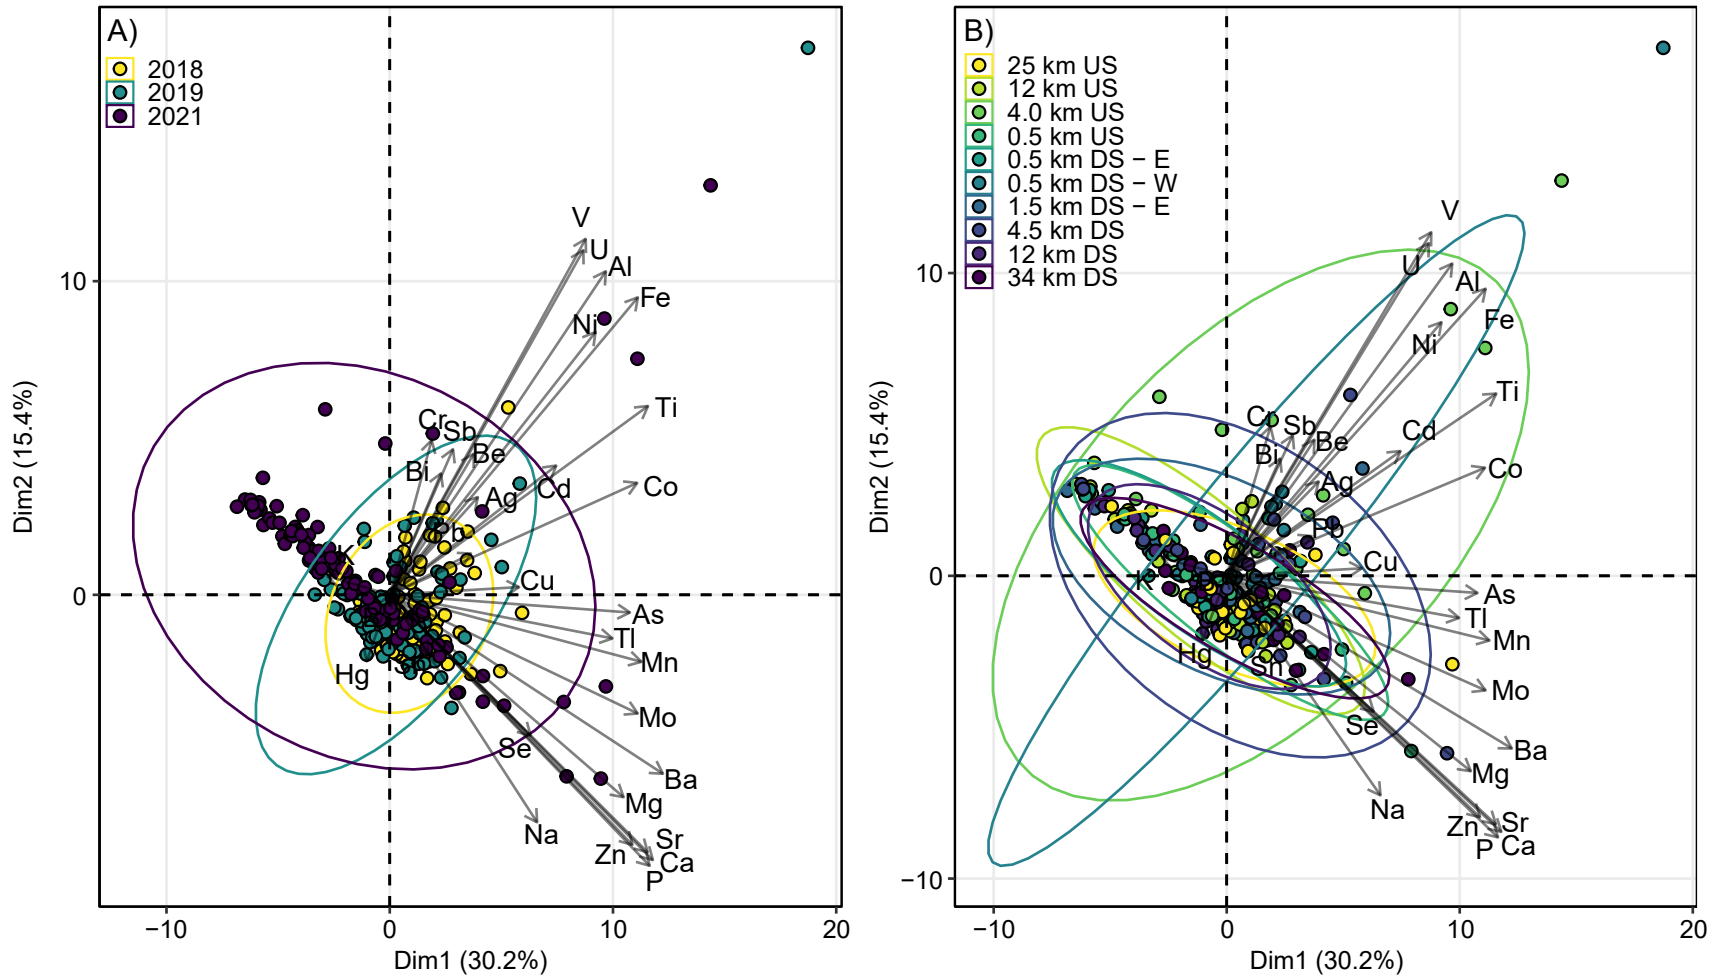 A)
2018
2019
2021
V
U
Al
Fe
Ni
Ti
Cr
Sb
Be
Bi
Cd
Ag
Co
K
Cu
As
Tl
Mn
Hg
Sn
Mo
Se
Ba
Mg
Na
Zn
Sr
Ca
P
10
0
−10
0
10
20
Dim1 (30.2%)
Dim2 (15.4%)
B)
25 km US
12 km US
4.0 km US
0.5 km US
0.5 km DS − E
0.5 km DS − W
1.5 km DS − E
4.5 km DS
12 km DS
34 km DS
V
U
Al
Fe
Ni
Ti
Cr
Sb
Be
Cd
Bi
Co
Ag
Pb
Cu
K
As
Tl
Mn
Hg
Sn
Mo
Se
Ba
Mg
Na
Zn
Sr
P
Ca
10
0
−10
−10
0
10
20
Dim1 (30.2%)
Dim2 (15.4%)